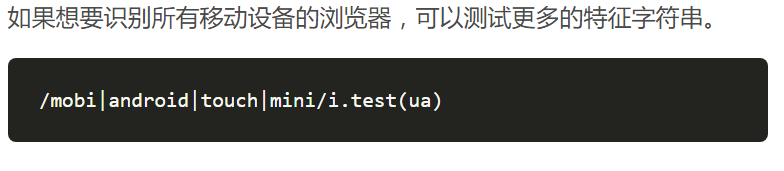 如果想要识别所有移动设备的浏览器，可以测试更多的特征字符串。
/mobi|android|touch|mini/i.test(ua)